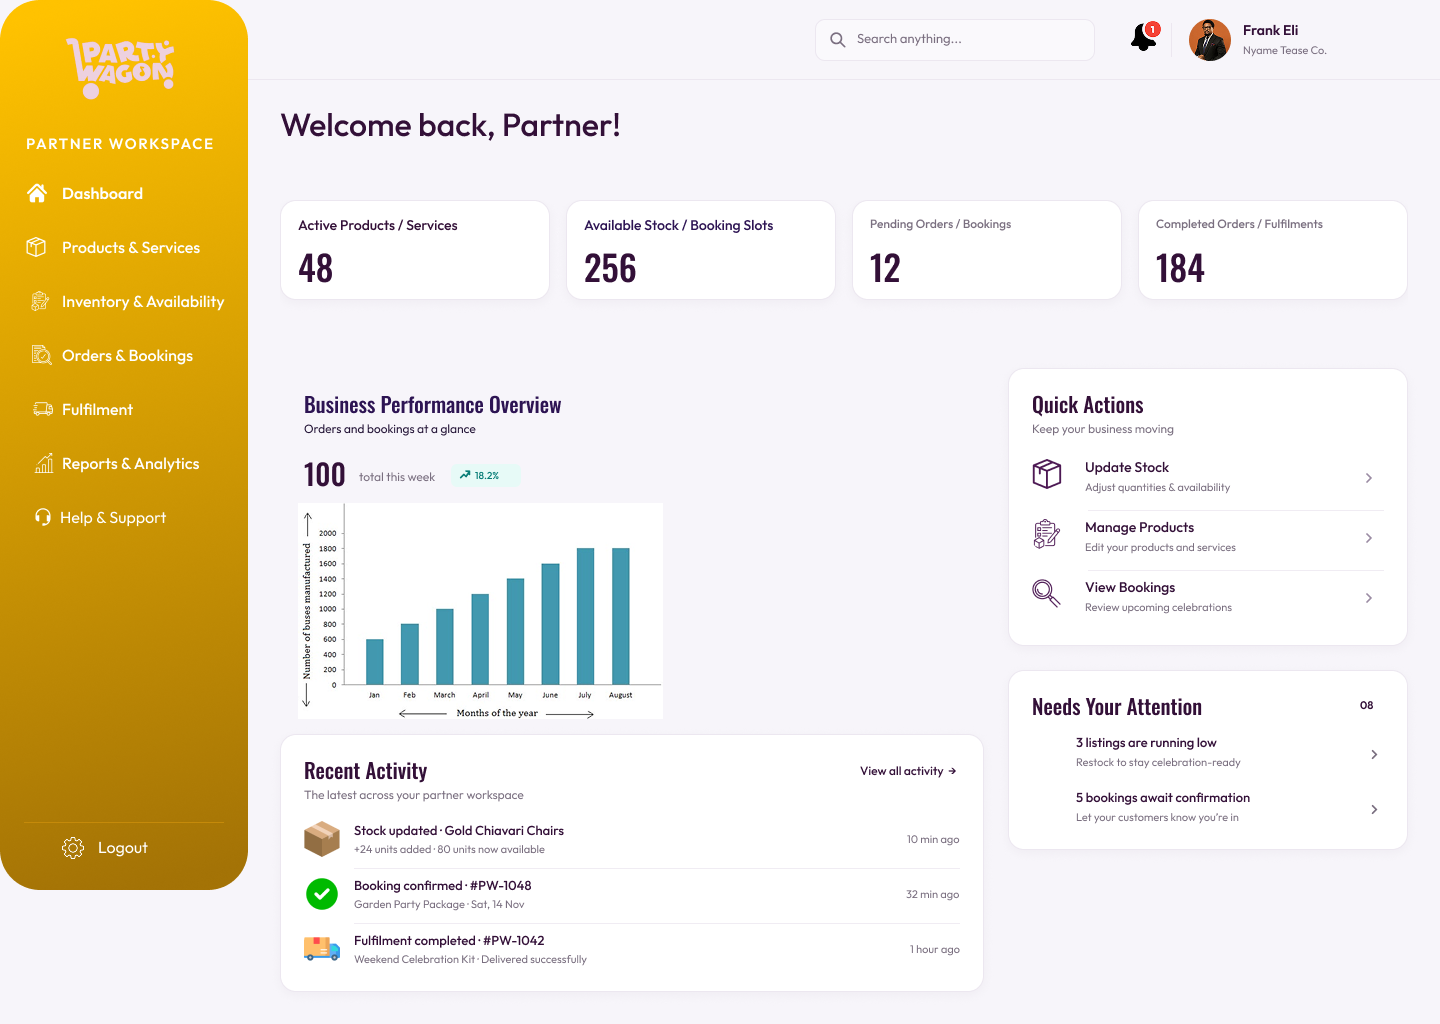 PARTY
WAGON
Search anything...
1
Frank Eli
Nyame Tease Co.
PARTNER WORKSPACE
Dashboard
Products & Services
Inventory & Availability
Orders & Bookings
Fulfilment
Reports & Analytics
Help & Support
Logout
Welcome back, Partner!
Active Products / Services
48
Available Stock / Booking Slots
256
Pending Orders / Bookings
12
Completed Orders / Fulfilments
184
Business Performance Overview
Orders and bookings at a glance
100 total this week 18.2%
Number of buses manufactured
2000
1800
1600
1400
1200
1000
800
600
400
200
0
Jan Feb March April May June July August
Months of the year
Recent Activity
View all activity →
The latest across your partner workspace
Stock updated · Gold Chiavari Chairs
+24 units added · 80 units now available
10 min ago
Booking confirmed · #PW-1048
Garden Party Package · Sat, 14 Nov
32 min ago
Fulfilment completed · #PW-1042
Weekend Celebration Kit · Delivered successfully
1 hour ago
Quick Actions
Keep your business moving
Update Stock
Adjust quantities & availability
Manage Products
Edit your products and services
View Bookings
Review upcoming celebrations
Needs Your Attention
08
3 listings are running low
Restock to stay celebration-ready
5 bookings await confirmation
Let your customers know you're in